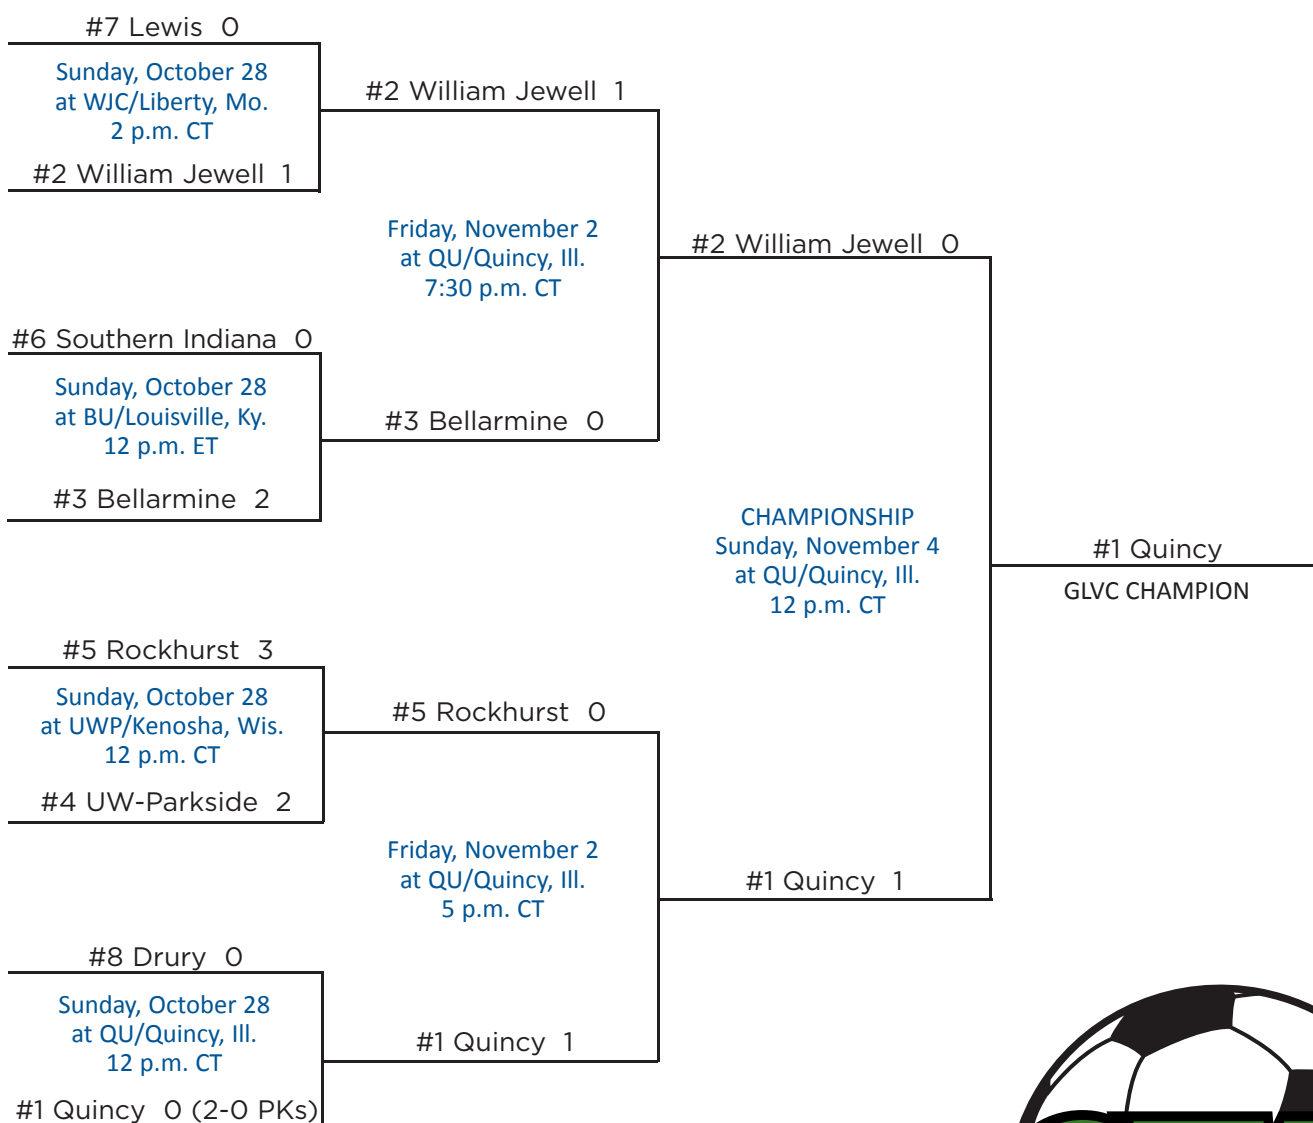 #7 Lewis 0
Sunday, October 28
at WJC/Liberty, Mo.
2 p.m. CT
#2 William Jewell 1
#2 William Jewell 1
Friday, November 2
at QU/Quincy, Ill.
7:30 p.m. CT
#6 Southern Indiana 0
Sunday, October 28
at BU/Louisville, Ky.
12 p.m. ET
#3 Bellarmine 2
#3 Bellarmine 0
#2 William Jewell 0
CHAMPIONSHIP
Sunday, November 4
at QU/Quincy, Ill.
12 p.m. CT
#1 Quincy
GLVC CHAMPION
#5 Rockhurst 3
Sunday, October 28
at UWP/Kenosha, Wis.
12 p.m. CT
#4 UW-Parkside 2
#5 Rockhurst 0
Friday, November 2
at QU/Quincy, Ill.
5 p.m. CT
#1 Quincy 1
#8 Drury 0
Sunday, October 28
at QU/Quincy, Ill.
12 p.m. CT
#1 Quincy 0 (2-0 PKs)
#1 Quincy 1